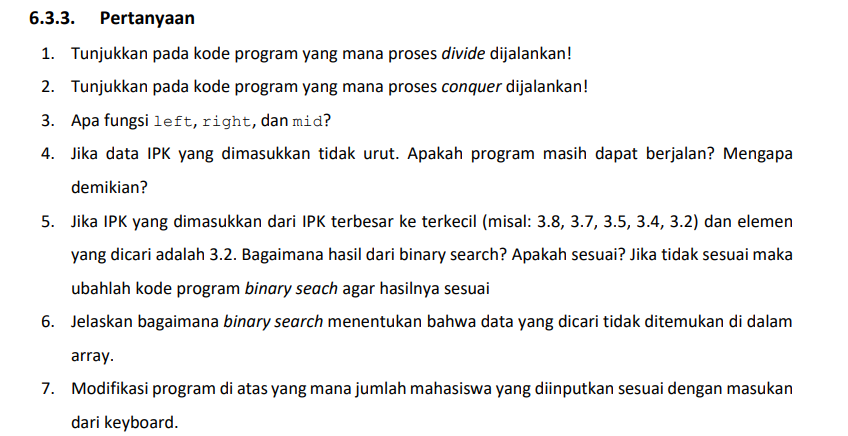 6.3.3. Pertanyaan
1. Tunjukkan pada kode program yang mana proses divide dijalankan!
2. Tunjukkan pada kode program yang mana proses conquer dijalankan!
3. Apa fungsi left, right, dan mid?
4. Jika data IPK yang dimasukkan tidak urut. Apakah program masih dapat berjalan? Mengapa
demikian?
5. Jika IPK yang dimasukkan dari IPK terbesar ke terkecil (misal: 3.8, 3.7, 3.5, 3.4, 3.2) dan elemen
yang dicari adalah 3.2. Bagaimana hasil dari binary search? Apakah sesuai? Jika tidak sesuai maka
ubahlah kode program binary seach agar hasilnya sesuai
6. Jelaskan bagaimana binary search menentukan bahwa data yang dicari tidak ditemukan di dalam
array.
7. Modifikasi program di atas yang mana jumlah mahasiswa yang diinputkan sesuai dengan masukan
dari keyboard.